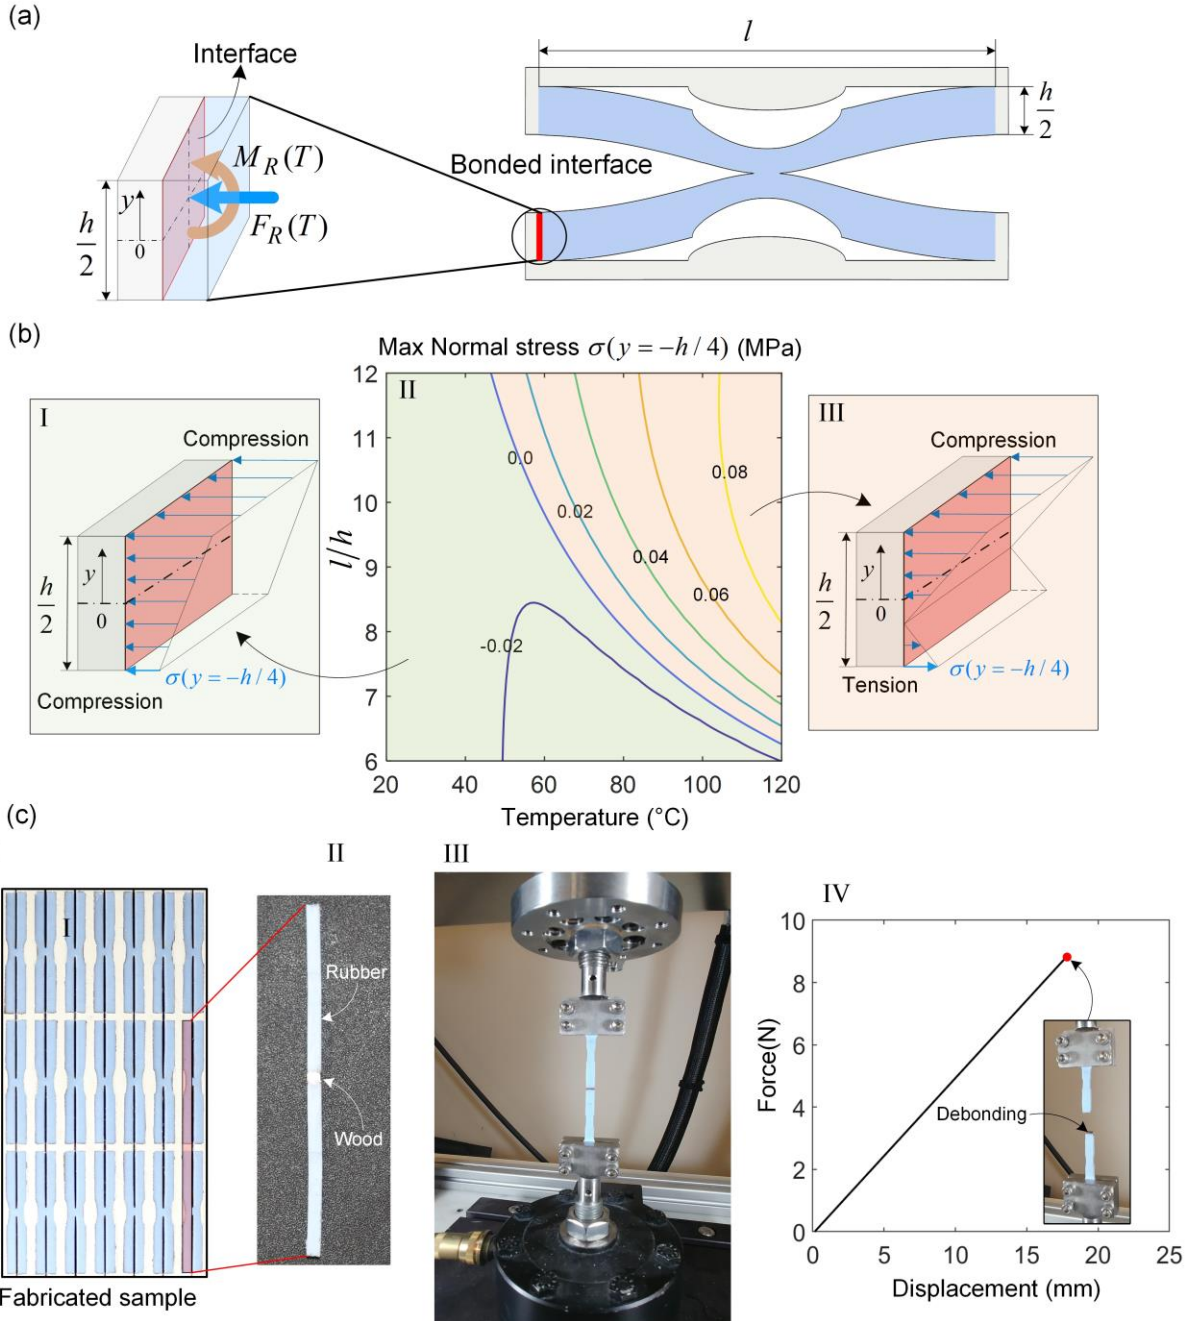 (a)
Interface
M_R(T)
F_R(T)
y
0
h/2
l
h/2
Bonded interface
(b)
Max Normal stress σ(y = −h / 4) (MPa)
I
Compression
h/2
y
0
σ(y = −h / 4)
Compression
II
12
11
10
9
8
7
6
l/h
0.0
0.02
0.04
0.06
0.08
-0.02
20
40
60
80
100
120
Temperature (°C)
III
Compression
h/2
y
0
Tension
σ(y = −h / 4)
(c)
I
Fabricated sample
II
Rubber
Wood
III
IV
10
8
6
4
2
0
Force(N)
Debonding
0
5
10
15
20
25
Displacement (mm)